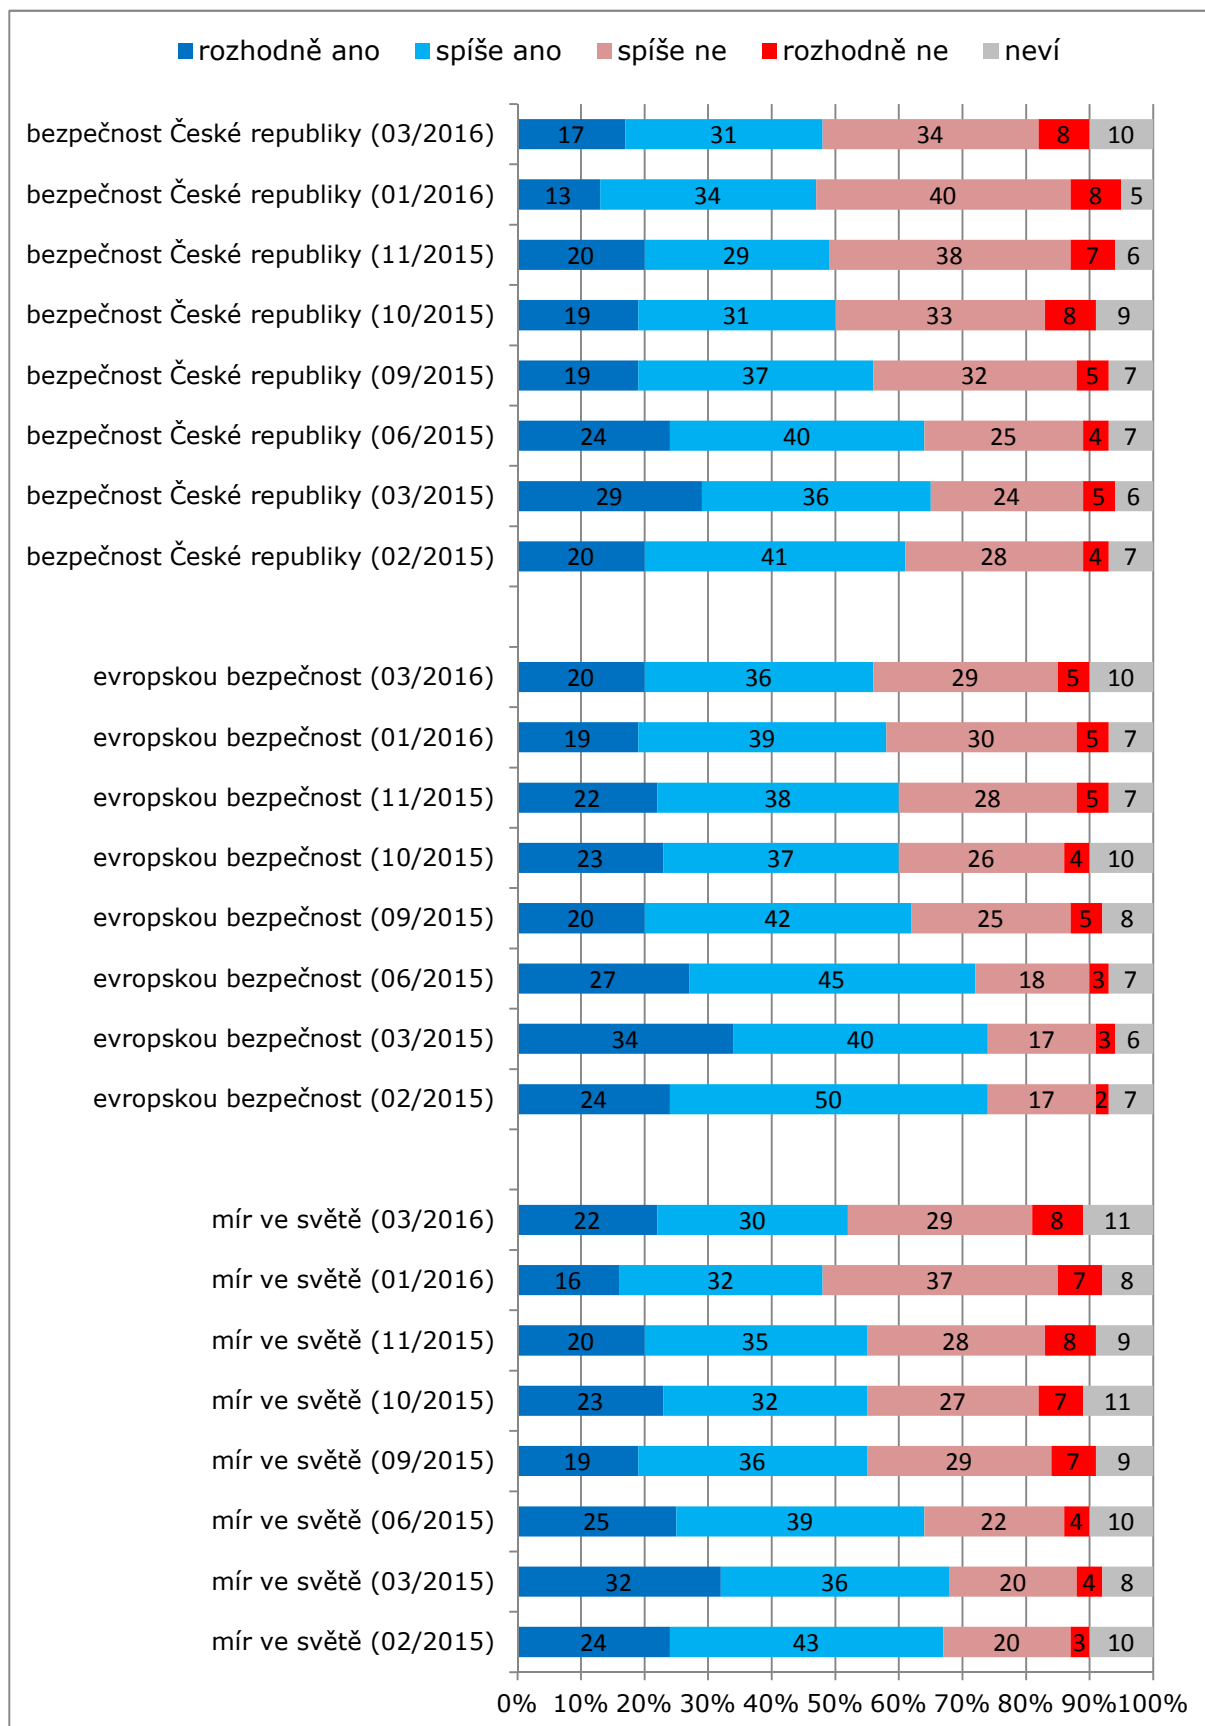 rozhodně ano spíše ano spíše ne rozhodně ne neví
bezpečnost České republiky (03/2016) 17 31 34 8 10
bezpečnost České republiky (01/2016) 13 34 40 8 5
bezpečnost České republiky (11/2015) 20 29 38 7 6
bezpečnost České republiky (10/2015) 19 31 33 8 9
bezpečnost České republiky (09/2015) 19 37 32 5 7
bezpečnost České republiky (06/2015) 24 40 25 4 7
bezpečnost České republiky (03/2015) 29 36 24 5 6
bezpečnost České republiky (02/2015) 20 41 28 4 7
evropskou bezpečnost (03/2016) 20 36 29 5 10
evropskou bezpečnost (01/2016) 19 39 30 5 7
evropskou bezpečnost (11/2015) 22 38 28 5 7
evropskou bezpečnost (10/2015) 23 37 26 4 10
evropskou bezpečnost (09/2015) 20 42 25 5 8
evropskou bezpečnost (06/2015) 27 45 18 3 7
evropskou bezpečnost (03/2015) 34 40 17 3 6
evropskou bezpečnost (02/2015) 24 50 17 2 7
mír ve světě (03/2016) 22 30 29 8 11
mír ve světě (01/2016) 16 32 37 7 8
mír ve světě (11/2015) 20 35 28 8 9
mír ve světě (10/2015) 23 32 27 7 11
mír ve světě (09/2015) 19 36 29 7 9
mír ve světě (06/2015) 25 39 22 4 10
mír ve světě (03/2015) 32 36 20 4 8
mír ve světě (02/2015) 24 43 20 3 10
0% 10% 20% 30% 40% 50% 60% 70% 80% 90% 100%